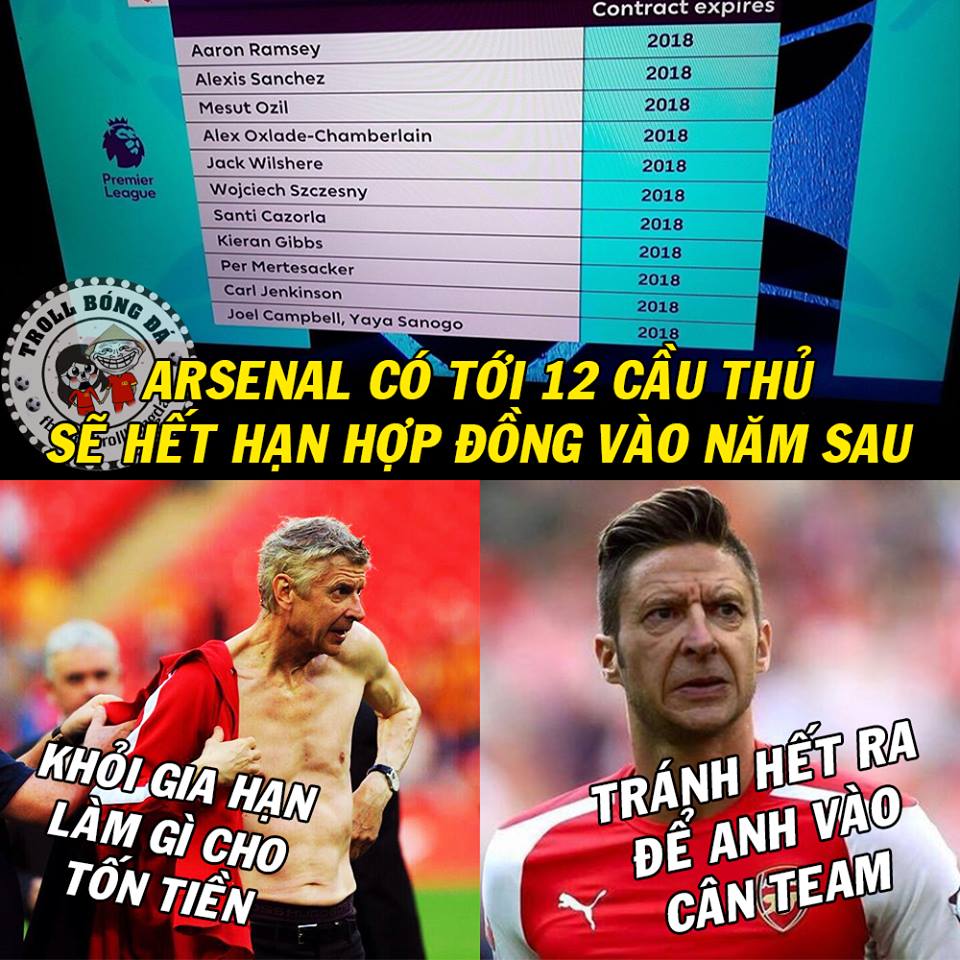 Contract expires
Aaron Ramsey 2018
Alexis Sanchez 2018
Mesut Ozil 2018
Alex Oxlade-Chamberlain 2018
Jack Wilshere 2018
Wojciech Szczesny 2018
Santi Cazorla 2018
Kieran Gibbs 2018
Per Mertesacker 2018
Carl Jenkinson 2018
Joel Campbell, Yaya Sanogo 2018
Premier
League
TROLL BÓNG ĐÁ
ARSENAL CÓ TỚI 12 CẦU THỦ
SẼ HẾT HẠN HỢP ĐỒNG VÀO NĂM SAU
KHỎI GIA HẠN
LÀM GÌ CHO
TỐN TIỀN
TRÁNH HẾT RA
ĐỂ ANH VÀO
CÂN TEAM
Arsenal